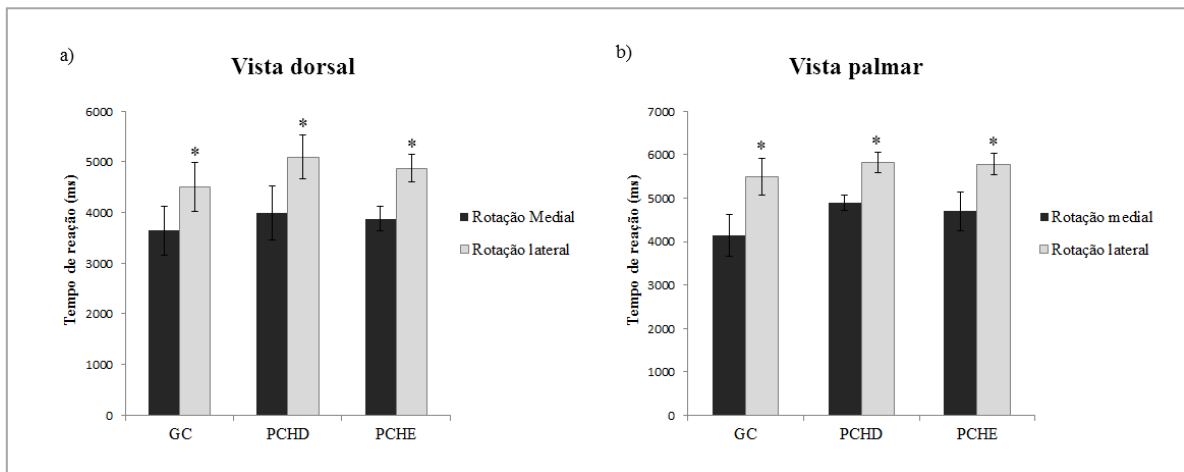 a)
Vista dorsal
Tempo de reação (ms)
6000
5000
4000
3000
2000
1000
0
*
*
*
GC
PCHD
PCHE
Rotação Medial
Rotação lateral
b)
Vista palmar
Tempo de reação (ms)
7000
6000
5000
4000
3000
2000
1000
0
*
*
*
GC
PCHD
PCHE
Rotação medial
Rotação lateral